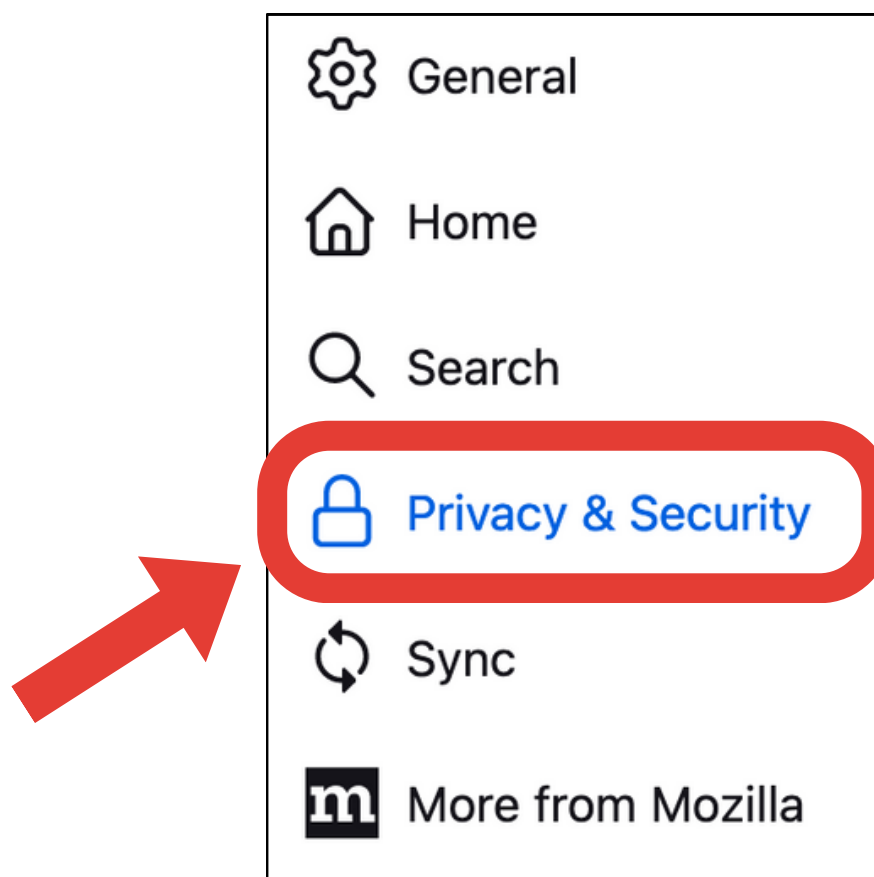 General
Home
Search
Privacy & Security
Sync
m More from Mozilla